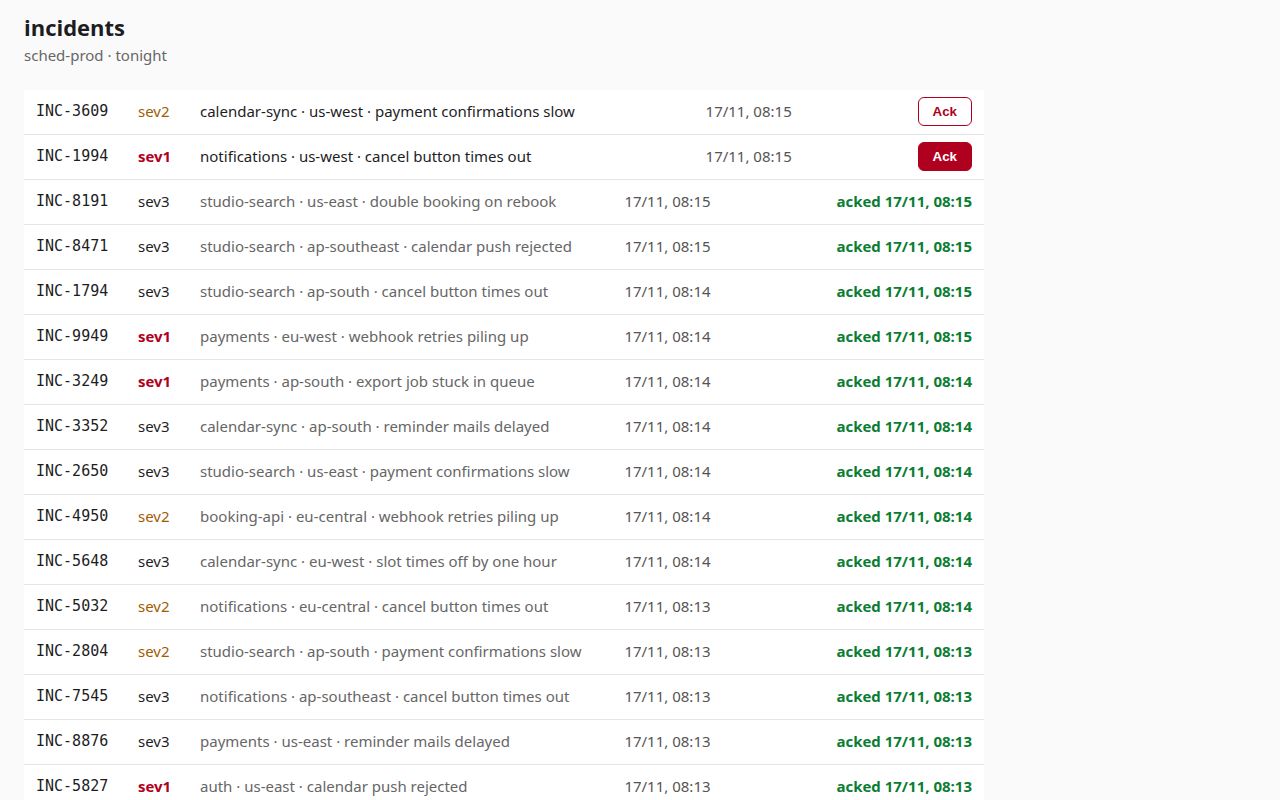 incidents
sched-prod · tonight
INC-3609 sev2 calendar-sync · us-west · payment confirmations slow 17/11, 08:15 Ack
INC-1994 sev1 notifications · us-west · cancel button times out 17/11, 08:15 Ack
INC-8191 sev3 studio-search · us-east · double booking on rebook 17/11, 08:15 acked 17/11, 08:15
INC-8471 sev3 studio-search · ap-southeast · calendar push rejected 17/11, 08:15 acked 17/11, 08:15
INC-1794 sev3 studio-search · ap-south · cancel button times out 17/11, 08:14 acked 17/11, 08:15
INC-9949 sev1 payments · eu-west · webhook retries piling up 17/11, 08:14 acked 17/11, 08:15
INC-3249 sev1 payments · ap-south · export job stuck in queue 17/11, 08:14 acked 17/11, 08:14
INC-3352 sev3 calendar-sync · ap-south · reminder mails delayed 17/11, 08:14 acked 17/11, 08:14
INC-2650 sev3 studio-search · us-east · payment confirmations slow 17/11, 08:14 acked 17/11, 08:14
INC-4950 sev2 booking-api · eu-central · webhook retries piling up 17/11, 08:14 acked 17/11, 08:14
INC-5648 sev3 calendar-sync · eu-west · slot times off by one hour 17/11, 08:14 acked 17/11, 08:14
INC-5032 sev2 notifications · eu-central · cancel button times out 17/11, 08:13 acked 17/11, 08:14
INC-2804 sev2 studio-search · ap-south · payment confirmations slow 17/11, 08:13 acked 17/11, 08:13
INC-7545 sev3 notifications · ap-southeast · cancel button times out 17/11, 08:13 acked 17/11, 08:13
INC-8876 sev3 payments · us-east · reminder mails delayed 17/11, 08:13 acked 17/11, 08:13
INC-5827 sev1 auth · us-east · calendar push rejected 17/11, 08:13 acked 17/11, 08:13